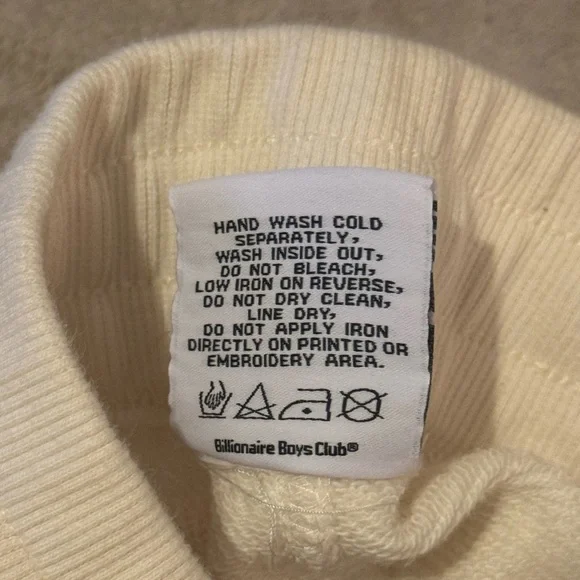 HAND WASH COLD
SEPARATELY,
WASH INSIDE OUT,
DO NOT BLEACH,
LOW IRON ON REVERSE,
DO NOT DRY CLEAN,
LINE DRY,
DO NOT APPLY IRON
DIRECTLY ON PRINTED OR
EMBROIDERY AREA.
Billionaire Boys Club®